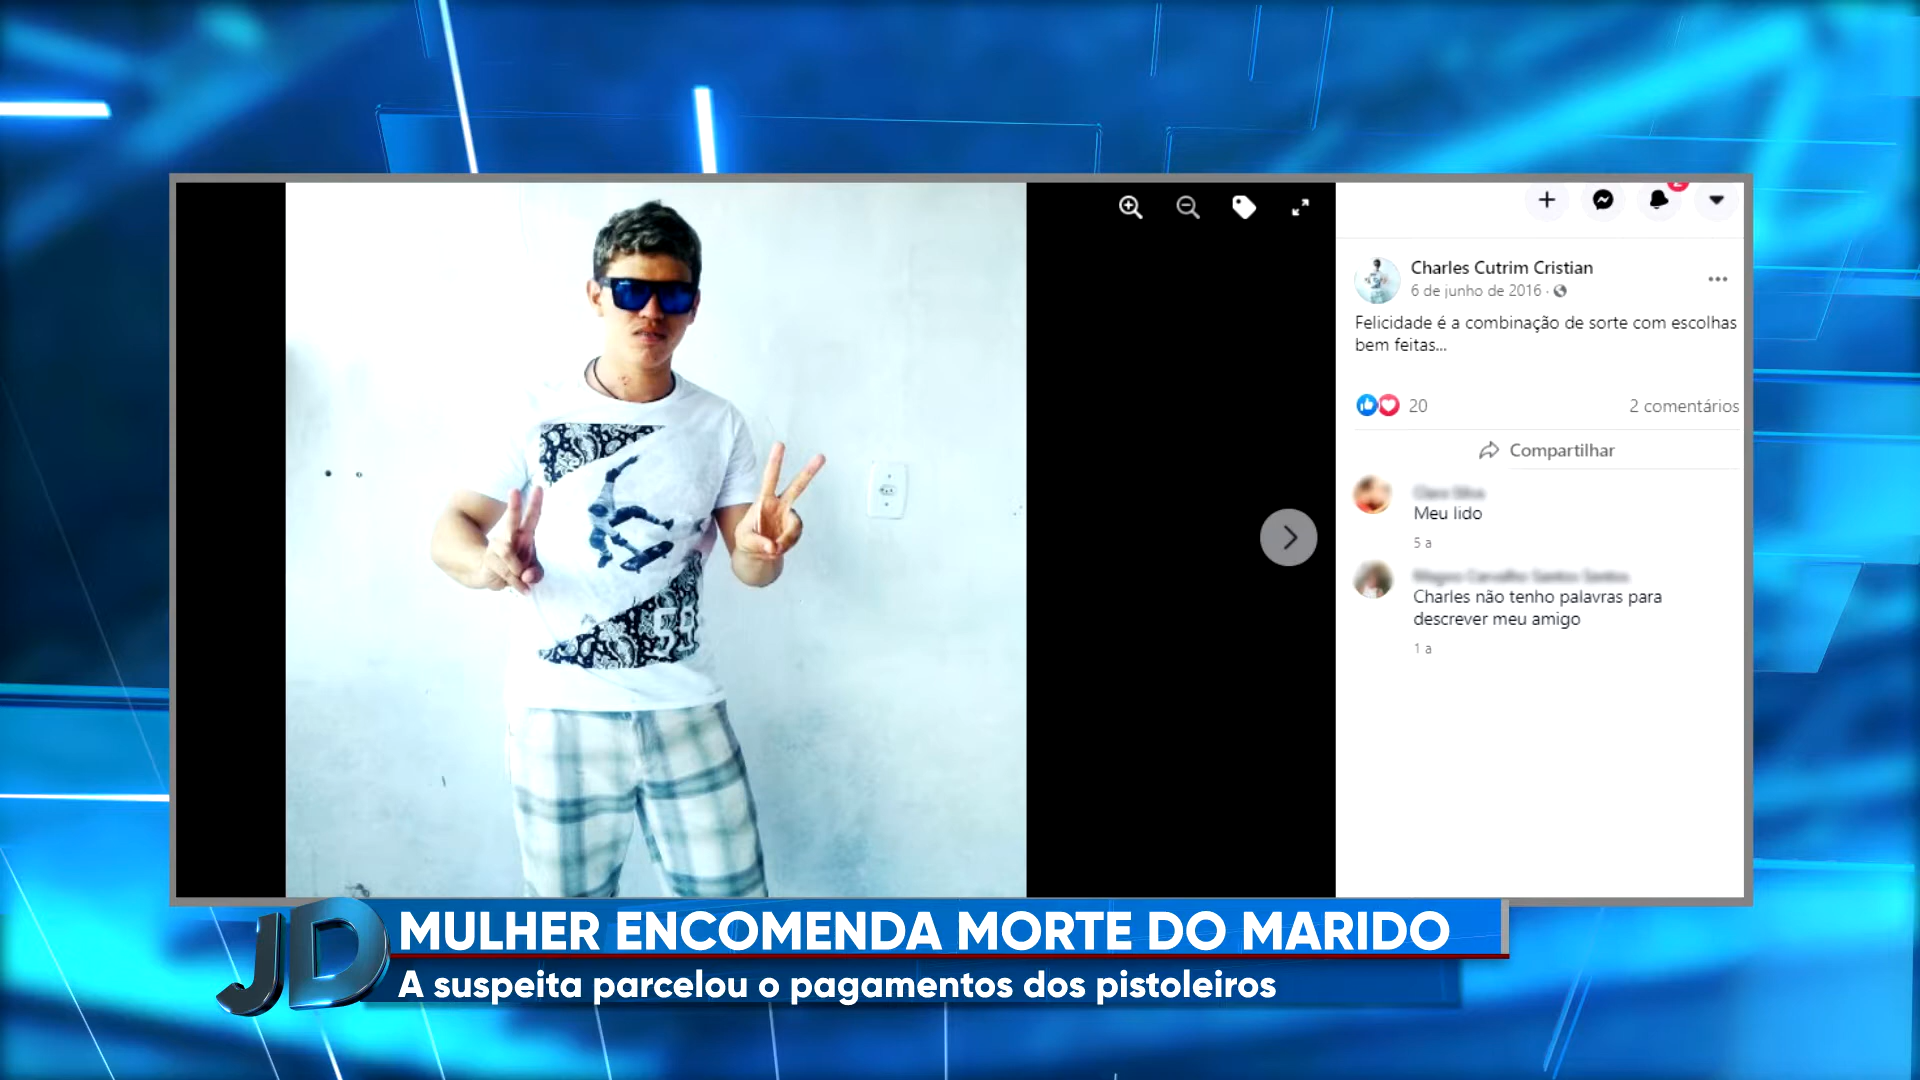 Charles Cutrim Cristian
6 de junho de 2016 ·
Felicidade é a combinação de sorte com escolhas
bem feitas...
20
2 comentários
Compartilhar
Meu lido
5 a
Charles não tenho palavras para
descrever meu amigo
1 a
59
JD
MULHER ENCOMENDA MORTE DO MARIDO
A suspeita parcelou o pagamentos dos pistoleiros